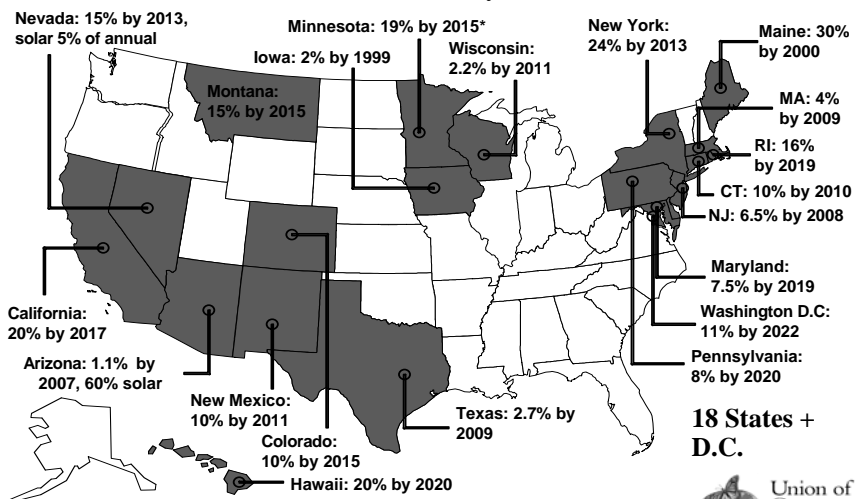 Nevada: 15% by 2013,
solar 5% of annual
Minnesota: 19% by 2015*
Iowa: 2% by 1999
Wisconsin:
2.2% by 2011
New York:
24% by 2013
Maine: 30%
by 2000
Montana:
15% by 2015
MA: 4%
by 2009
RI: 16%
by 2019
CT: 10% by 2010
NJ: 6.5% by 2008
Maryland:
7.5% by 2019
Washington D.C:
11% by 2022
Pennsylvania:
8% by 2020
California:
20% by 2017
Arizona: 1.1% by
2007, 60% solar
New Mexico:
10% by 2011
Colorado:
10% by 2015
Texas: 2.7% by
2009
Hawaii: 20% by 2020
18 States +
D.C.
Union of